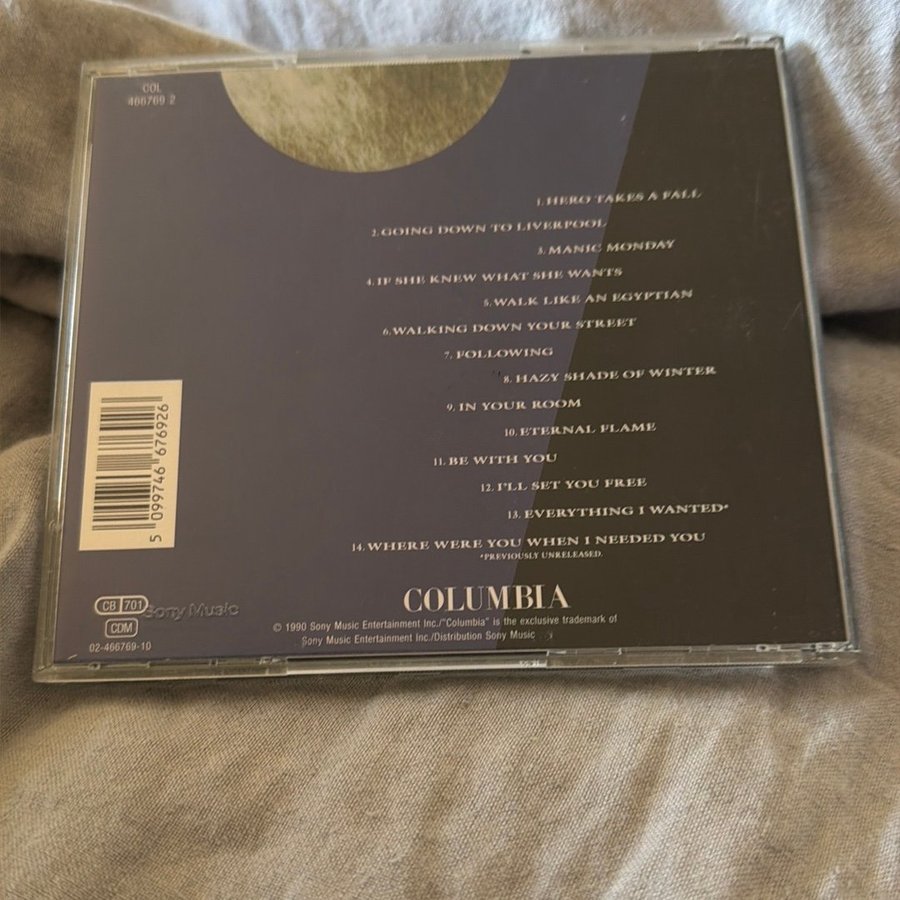 COL
466769 2
1. HERO TAKES A FALL
2. GOING DOWN TO LIVERPOOL
3. MANIC MONDAY
4. IF SHE KNEW WHAT SHE WANTS
5. WALK LIKE AN EGYPTIAN
6. WALKING DOWN YOUR STREET
7. FOLLOWING
8. HAZY SHADE OF WINTER
9. IN YOUR ROOM
10. ETERNAL FLAME
11. BE WITH YOU
12. I'LL SET YOU FREE
13. EVERYTHING I WANTED*
14. WHERE WERE YOU WHEN I NEEDED YOU
*PREVIOUSLY UNRELEASED.
5 099746 676926
CB 701
Sony Music
CDM
02-466769-10
COLUMBIA
© 1990 Sony Music Entertainment Inc./"Columbia" is the exclusive trademark of
Sony Music Entertainment Inc./Distribution Sony Music